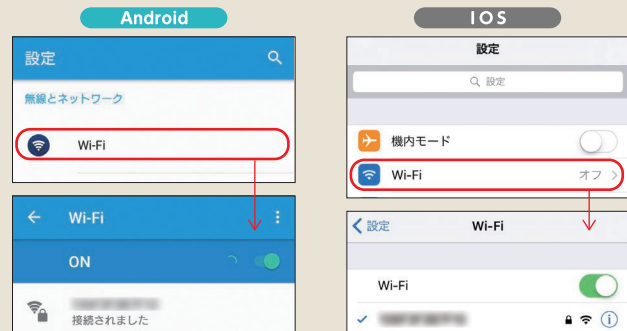 Android
設定
無線とネットワーク
Wi-Fi
Wi-Fi
ON
接続されました
IOS
設定
設定
機内モード
Wi-Fi オフ
設定 Wi-Fi
Wi-Fi